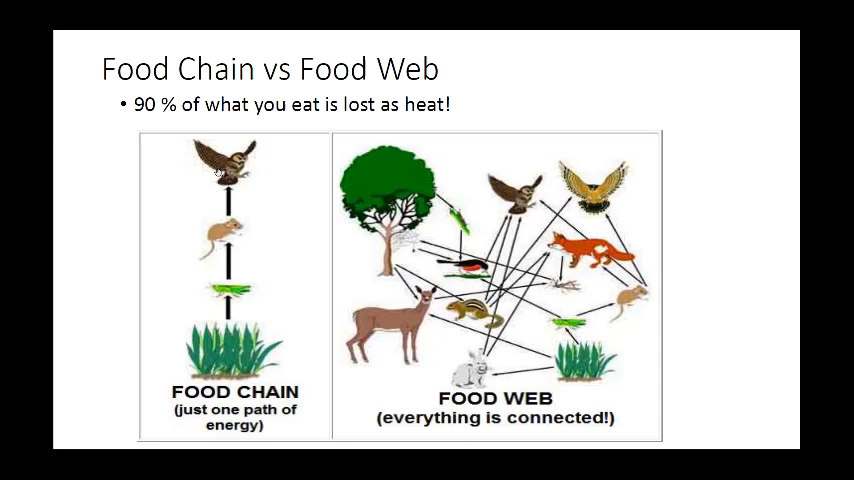 Food Chain vs Food Web
• 90 % of what you eat is lost as heat!
FOOD CHAIN
(just one path of
energy)
FOOD WEB
(everything is connected!)